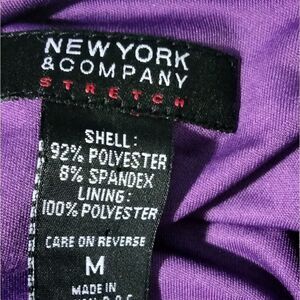 NEW YORK
& COMPANY
STRETCH
SHELL:
92% POLYESTER
8% SPANDEX
LINING:
100% POLYESTER
CARE ON REVERSE
M
MADE IN